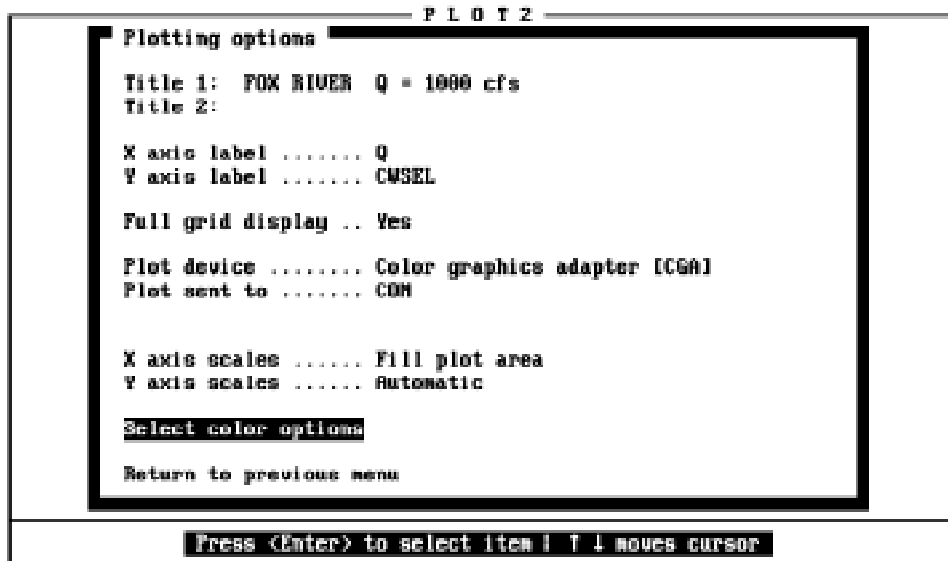 P L O T 2
Plotting options
Title 1: FOX RIVER Q = 1000 cfs
Title 2:
X axis label ....... Q
Y axis label ....... CWSEL
Full grid display .. Yes
Plot device ........ Color graphics adapter [CGA]
Plot sent to ....... COM
X axis scales ...... Fill plot area
Y axis scales ...... Automatic
Select color options
Return to previous menu
Press <Enter> to select item | ↑ ↓ moves cursor